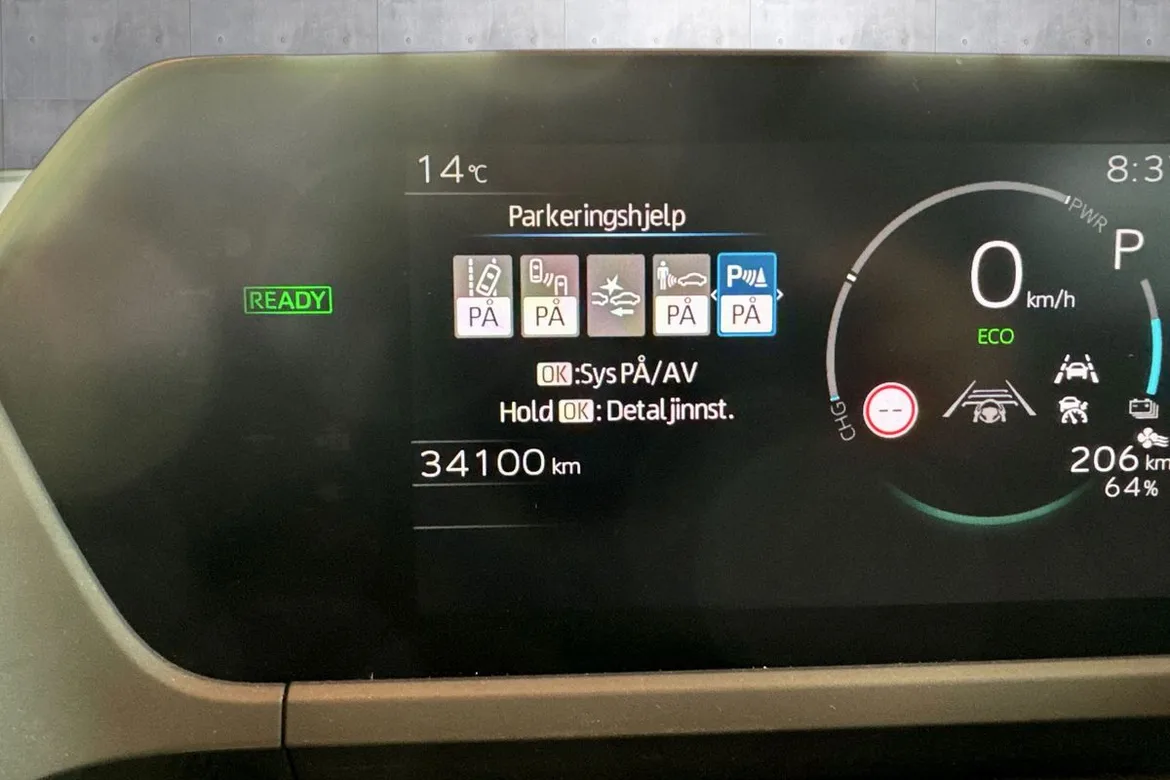 14°C
8:3
Parkeringshjelp
PWR
P
READY
PÅ PÅ PÅ P PÅ
0 km/h
ECO
OK:Sys PÅ/AV
Hold OK: Detaljinnst.
--
CHG
34100 km
206 km
64%